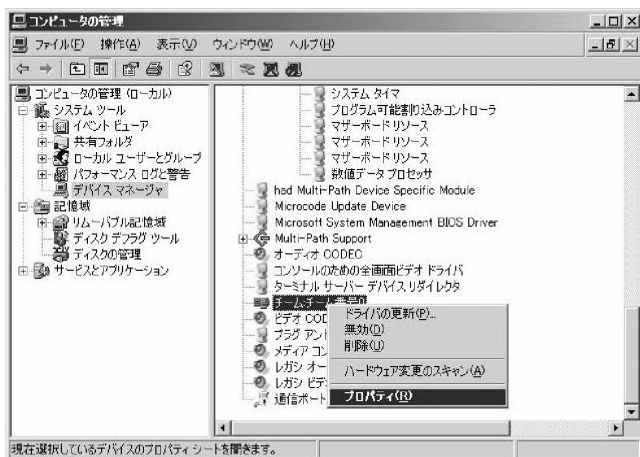 コンピュータの管理
ファイル(F) 操作(A) 表示(V) ウィンドウ(W) ヘルプ(H)
コンピュータの管理 (ローカル)
システム ツール
イベント ビューア
共有フォルダ
ローカル ユーザーとグループ
パフォーマンス ログと警告
デバイス マネージャ
記憶域
リムーバブル記憶域
ディスク デフラグ ツール
ディスクの管理
サービスとアプリケーション
システム タイマ
プログラム可能割り込みコントローラ
マザーボード リソース
マザーボード リソース
マザーボード リソース
数値データ プロセッサ
had Multi-Path Device Specific Module
Microcode Update Device
Microsoft System Management BIOS Driver
Multi-Path Support
オーディオ CODEC
コンソールのための全画面ビデオ ドライバ
ターミナル サーバー デバイス リダイレクタ
チーム:チーム
ビデオ COD
プラグ アン
メディア コン
レガシ オー
レガシ ビデ
通信ポート
ドライバの更新(P)...
無効(D)
削除(U)
ハードウェア変更のスキャン(A)
プロパティ(R)
現在選択しているデバイスのプロパティ シートを開きます。